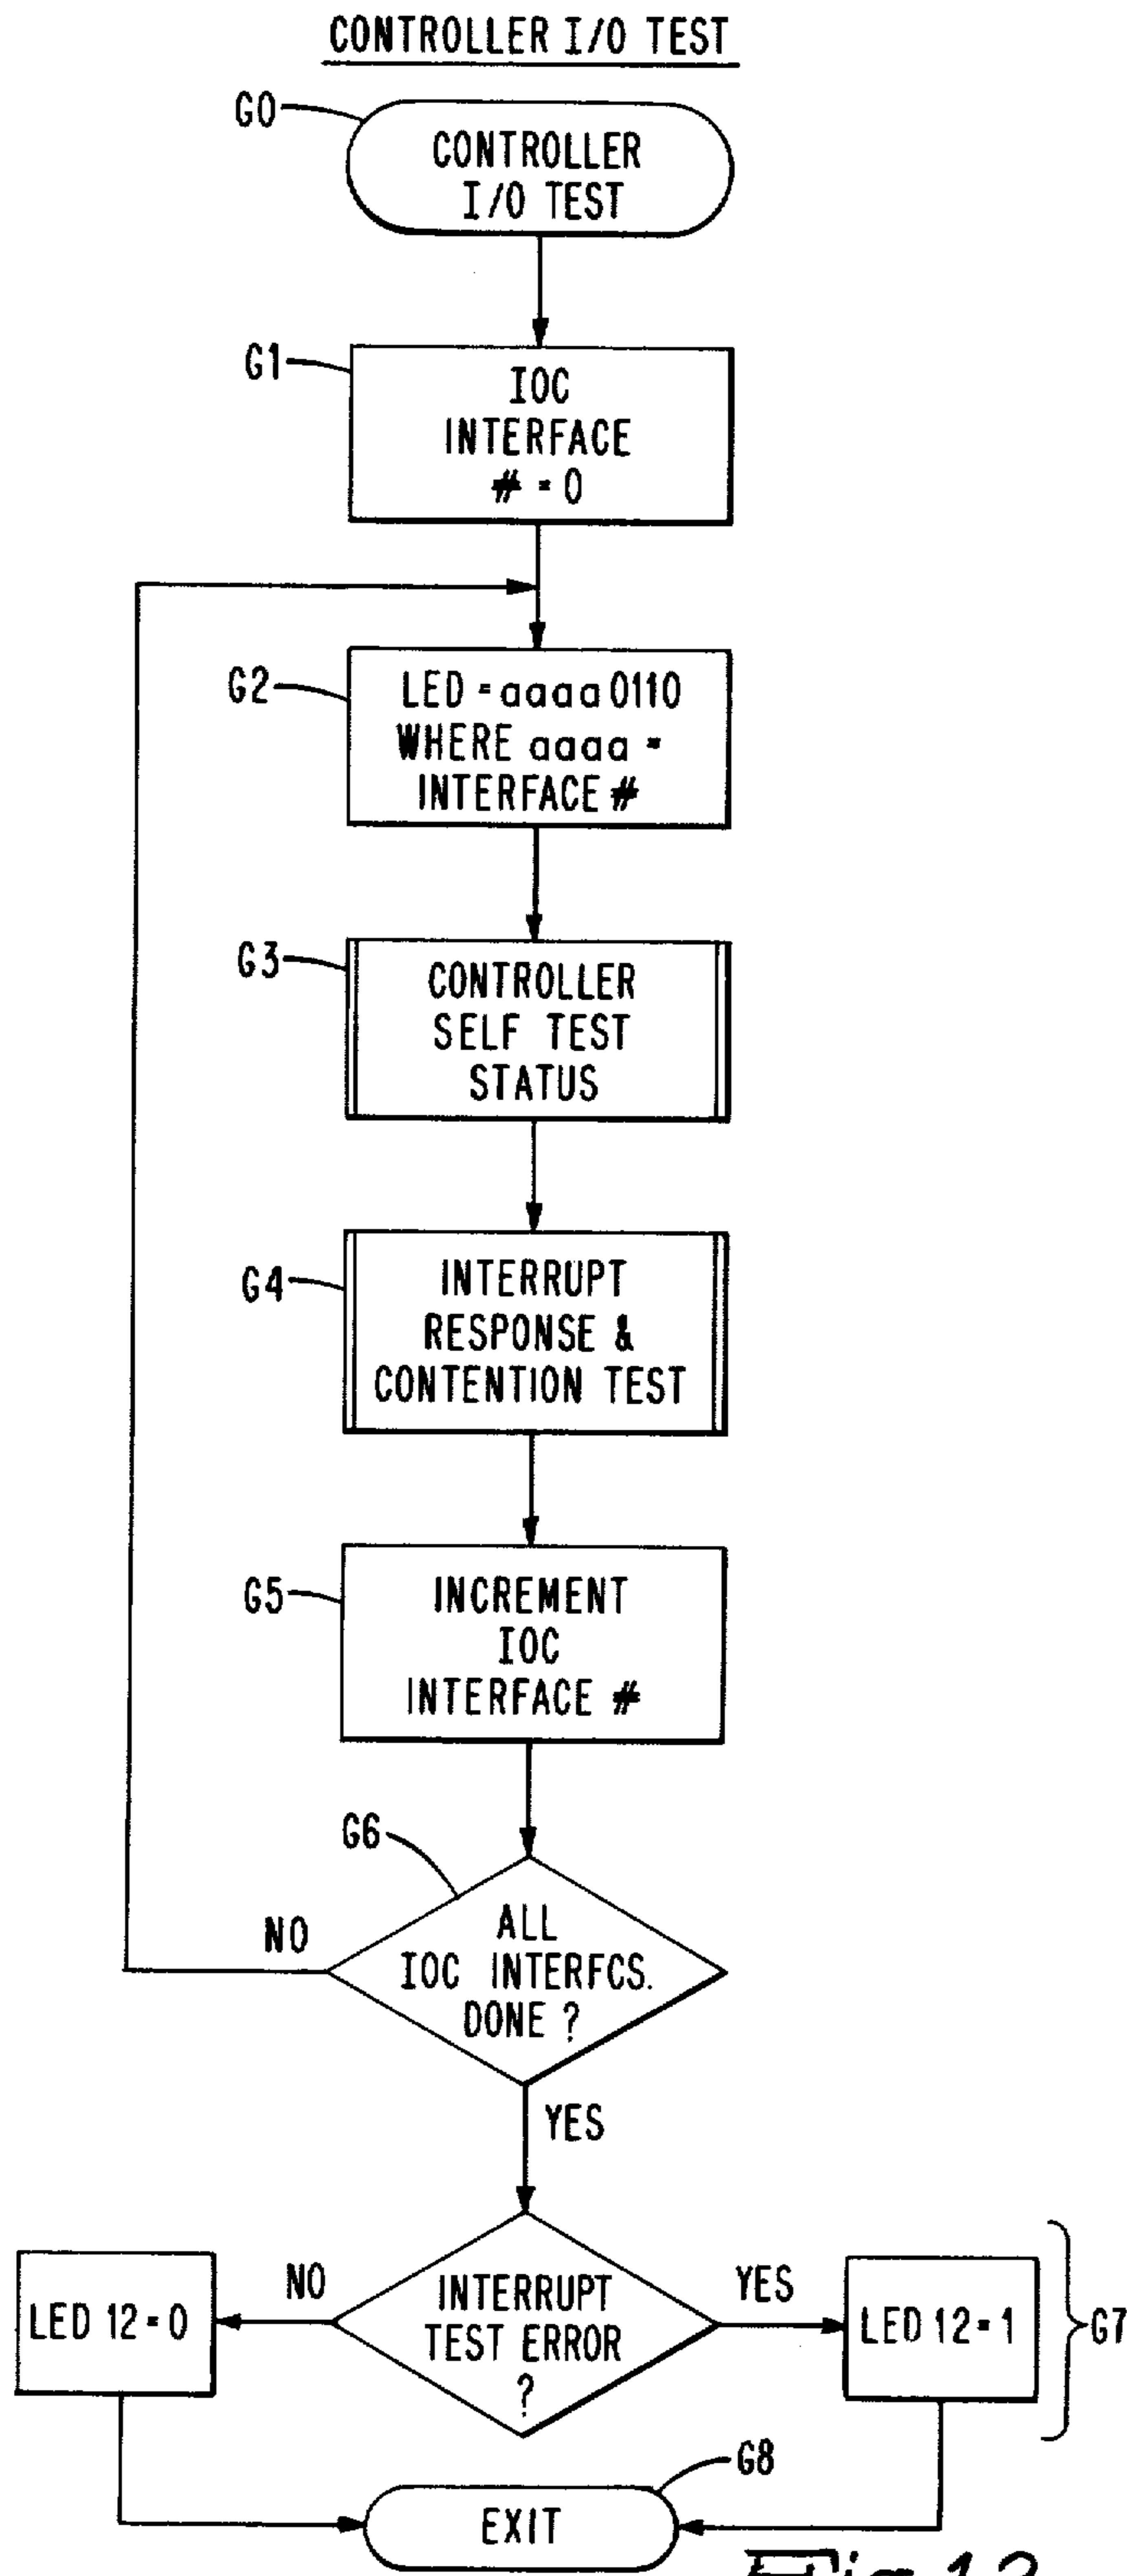 CONTROLLER I/O TEST
G0
CONTROLLER
I/O TEST
G1
IOC
INTERFACE
# = 0
G2
LED = aaaa 0110
WHERE aaaa =
INTERFACE #
G3
CONTROLLER
SELF TEST
STATUS
G4
INTERRUPT
RESPONSE &
CONTENTION TEST
G5
INCREMENT
IOC
INTERFACE #
G6
ALL
IOC INTERFCS.
DONE ?
NO
YES
LED 12 = 0
NO
INTERRUPT
TEST ERROR
?
YES
LED 12 = 1
G7
G8
EXIT